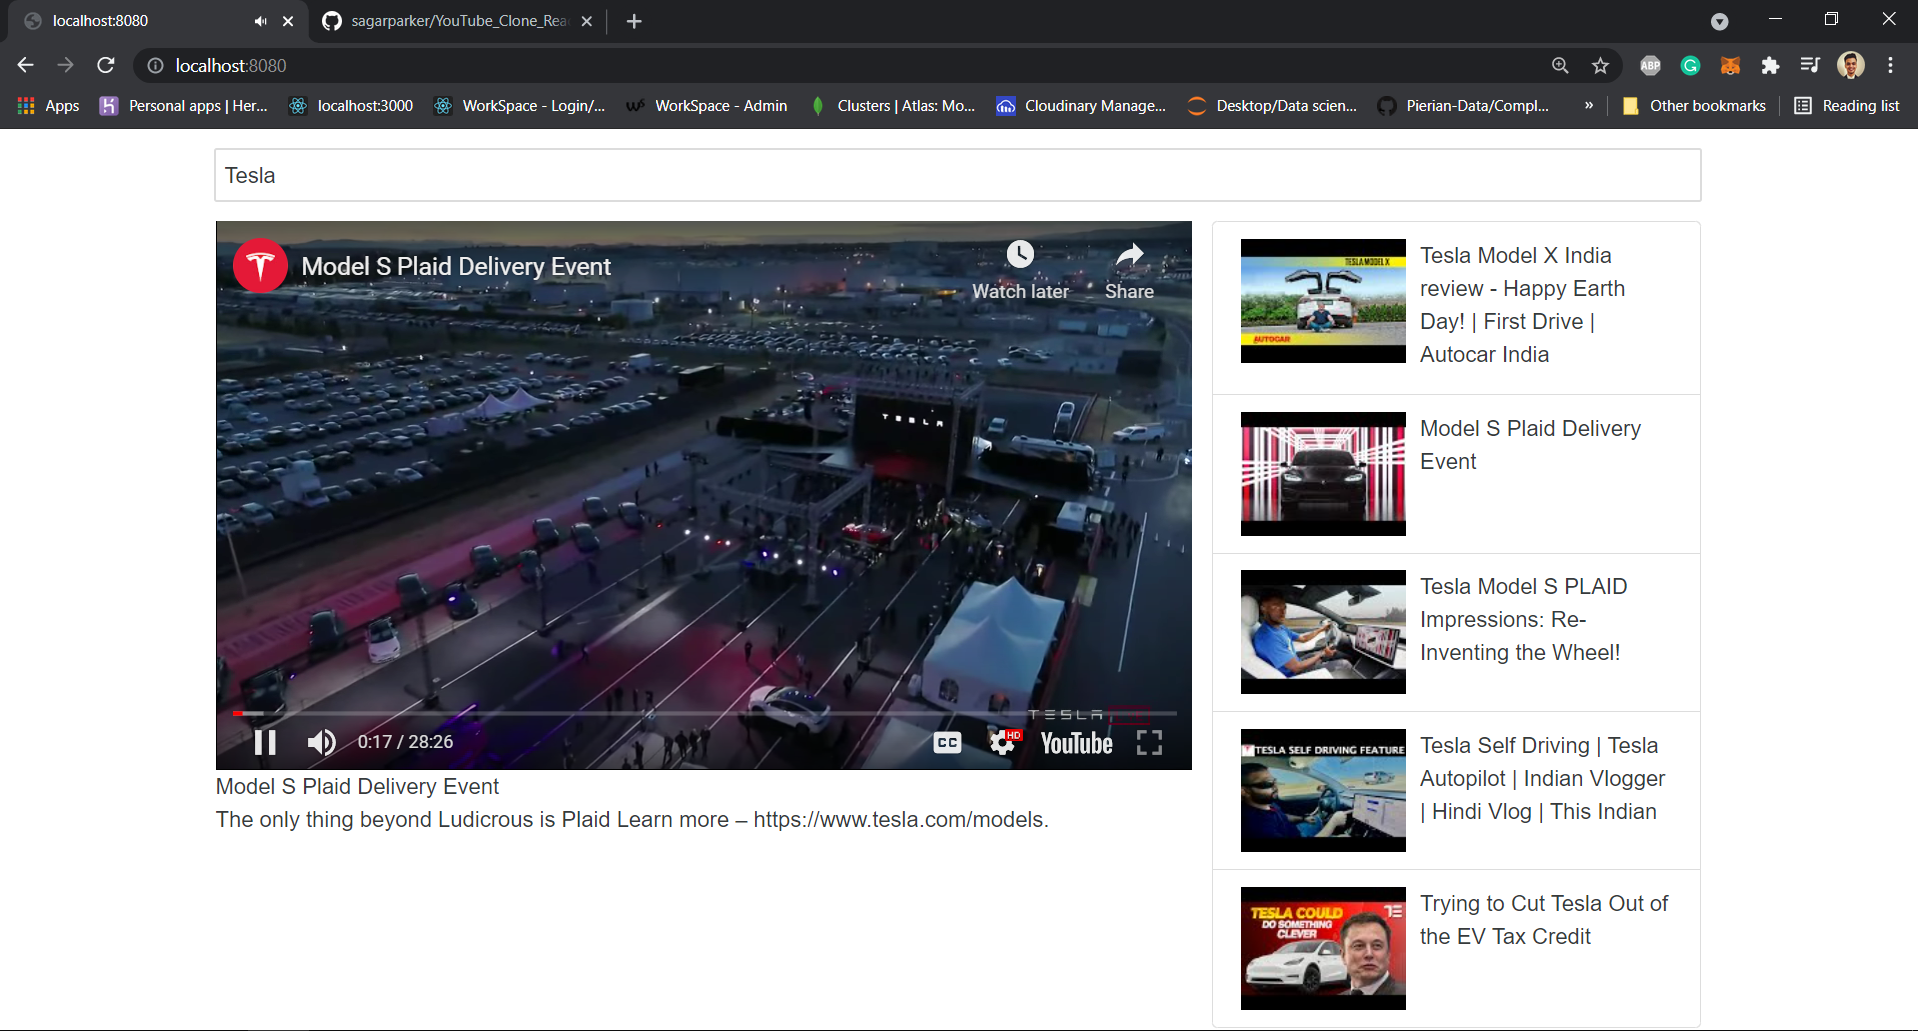 localhost:8080
sagarparker/YouTube_Clone_Rea
localhost:8080
ABP
Apps
Personal apps | Her...
localhost:3000
WorkSpace - Login/...
WorkSpace - Admin
Clusters | Atlas: Mo...
Cloudinary Manage...
Desktop/Data scien...
Pierian-Data/Compl...
»
Other bookmarks
Reading list
Tesla
Model S Plaid Delivery Event
Watch later
Share
TESLA
TESLA
0:17 / 28:26
CC
HD
YouTube
Model S Plaid Delivery Event
The only thing beyond Ludicrous is Plaid Learn more – https://www.tesla.com/models.
TESLA MODEL X
AUTOCAR
Tesla Model X India
review - Happy Earth
Day! | First Drive |
Autocar India
Model S Plaid Delivery
Event
Tesla Model S PLAID
Impressions: Re-
Inventing the Wheel!
TESLA SELF DRIVING FEATURE
Tesla Self Driving | Tesla
Autopilot | Indian Vlogger
| Hindi Vlog | This Indian
TESLA COULD
DO SOMETHING
CLEVER
Trying to Cut Tesla Out of
the EV Tax Credit